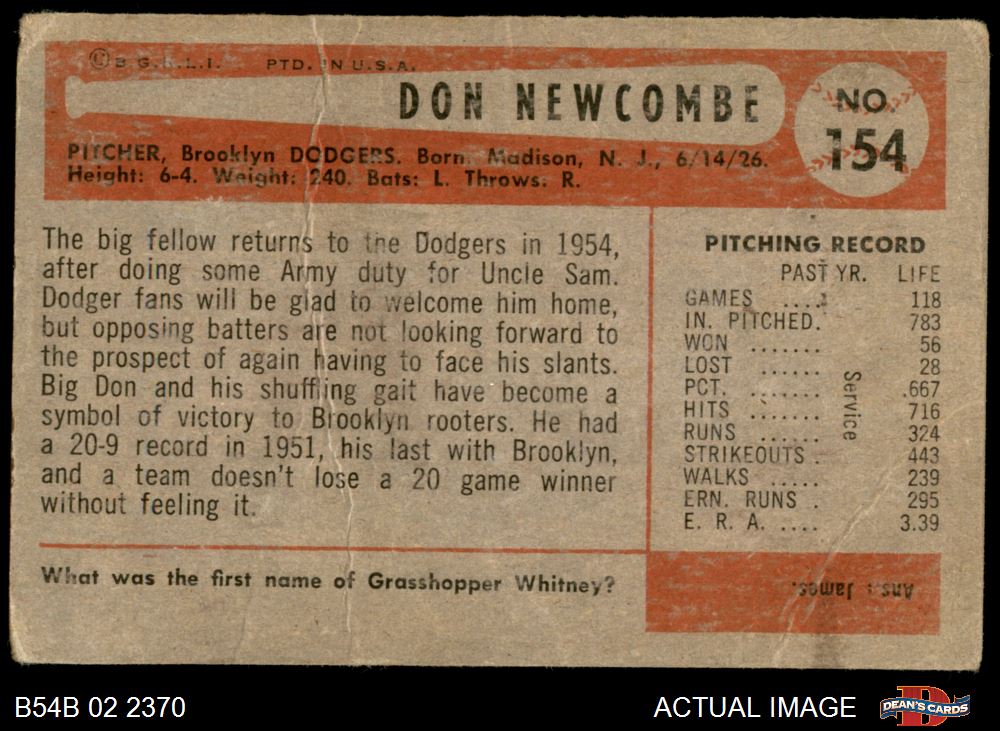 © B.G.H.L.I. PTD. IN U.S.A.
DON NEWCOMBE
NO.
154
PITCHER, Brooklyn DODGERS. Born Madison, N. J., 6/14/26.
Height: 6-4. Weight: 240. Bats: L. Throws: R.
The big fellow returns to the Dodgers in 1954,
after doing some Army duty for Uncle Sam.
Dodger fans will be glad to welcome him home,
but opposing batters are not looking forward to
the prospect of again having to face his slants.
Big Don and his shuffling gait have become a
symbol of victory to Brooklyn rooters. He had
a 20-9 record in 1951, his last with Brooklyn,
and a team doesn't lose a 20 game winner
without feeling it.
PITCHING RECORD
PAST YR. LIFE
GAMES .... 118
IN. PITCHED. 783
WON ....... 56
LOST ...... 28
PCT. ....... .667
HITS ....... 716
RUNS ...... 324
STRIKEOUTS . 443
WALKS ..... 239
ERN. RUNS . 295
E. R. A. .... 3.39
Service
What was the first name of Grasshopper Whitney?
Ans.: James.
B54B 02 2370
ACTUAL IMAGE
D
DEAN'S CARDS